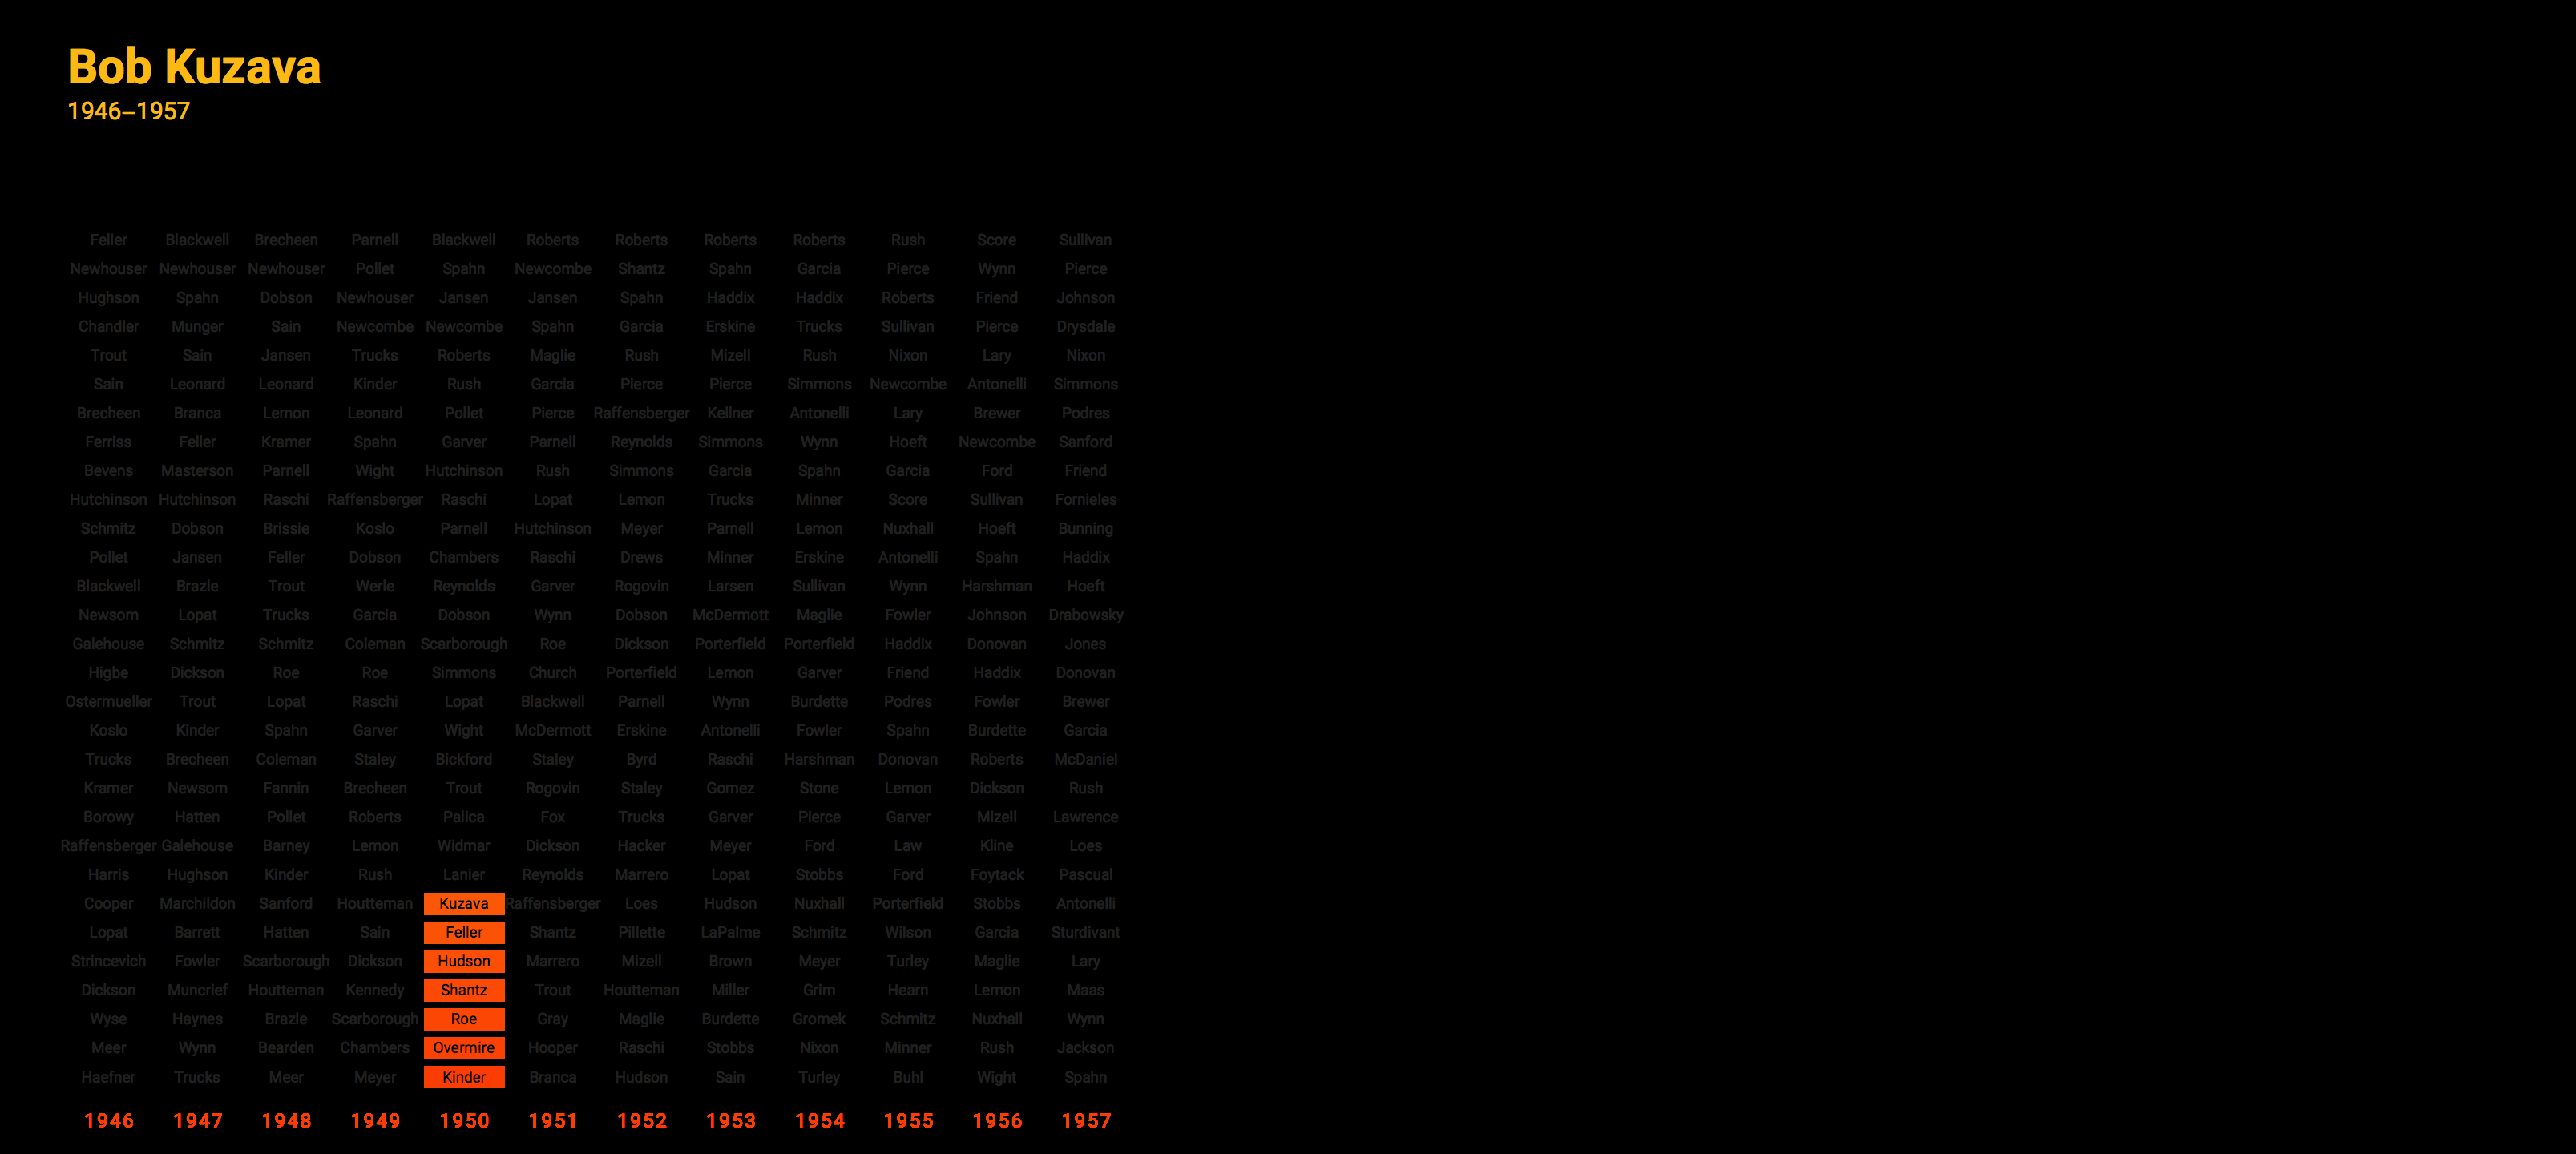 Bob Kuzava
1946–1957
Feller Blackwell Brecheen Parnell Blackwell Roberts Roberts Roberts Roberts Rush Score Sullivan
Newhouser Newhouser Newhouser Pollet Spahn Newcombe Shantz Spahn Garcia Pierce Wynn Pierce
Hughson Spahn Dobson Newhouser Jansen Jansen Spahn Haddix Haddix Roberts Friend Johnson
Chandler Munger Sain Newcombe Newcombe Spahn Garcia Erskine Trucks Sullivan Pierce Drysdale
Trout Sain Jansen Trucks Roberts Maglie Rush Mizell Rush Nixon Lary Nixon
Sain Leonard Leonard Kinder Rush Garcia Pierce Pierce Simmons Newcombe Antonelli Simmons
Brecheen Branca Lemon Leonard Pollet Pierce Raffensberger Kellner Antonelli Lary Brewer Podres
Ferriss Feller Kramer Spahn Garver Parnell Reynolds Simmons Wynn Hoeft Newcombe Sanford
Bevens Masterson Parnell Wight Hutchinson Rush Simmons Garcia Spahn Garcia Ford Friend
Hutchinson Hutchinson Raschi Raffensberger Raschi Lopat Lemon Trucks Minner Score Sullivan Fornieles
Schmitz Dobson Brissie Koslo Parnell Hutchinson Meyer Parnell Lemon Nuxhall Hoeft Bunning
Pollet Jansen Feller Dobson Chambers Raschi Drews Minner Erskine Antonelli Spahn Haddix
Blackwell Brazle Trout Werle Reynolds Garver Rogovin Larsen Sullivan Wynn Harshman Hoeft
Newsom Lopat Trucks Garcia Dobson Wynn Dobson McDermott Maglie Fowler Johnson Drabowsky
Galehouse Schmitz Schmitz Coleman Scarborough Roe Dickson Porterfield Porterfield Haddix Donovan Jones
Higbe Dickson Roe Roe Simmons Church Porterfield Lemon Garver Friend Haddix Donovan
Ostermueller Trout Lopat Raschi Lopat Blackwell Parnell Wynn Burdette Podres Fowler Brewer
Koslo Kinder Spahn Garver Wight McDermott Erskine Antonelli Fowler Spahn Burdette Garcia
Trucks Brecheen Coleman Staley Bickford Staley Byrd Raschi Harshman Donovan Roberts McDaniel
Kramer Newsom Fannin Brecheen Trout Rogovin Staley Gomez Stone Lemon Dickson Rush
Borowy Hatten Pollet Roberts Palica Fox Trucks Garver Pierce Garver Mizell Lawrence
Raffensberger Galehouse Barney Lemon Widmar Dickson Hacker Meyer Ford Law Kline Loes
Harris Hughson Kinder Rush Lanier Reynolds Marrero Lopat Stobbs Ford Foytack Pascual
Cooper Marchildon Sanford Houtteman Kuzava Raffensberger Loes Hudson Nuxhall Porterfield Stobbs Antonelli
Lopat Barrett Hatten Sain Feller Shantz Pillette LaPalme Schmitz Wilson Garcia Sturdivant
Strincevich Fowler Scarborough Dickson Hudson Marrero Mizell Brown Meyer Turley Maglie Lary
Dickson Muncrief Houtteman Kennedy Shantz Trout Houtteman Miller Grim Hearn Lemon Maas
Wyse Haynes Brazle Scarborough Roe Gray Maglie Burdette Gromek Schmitz Nuxhall Wynn
Meer Wynn Bearden Chambers Overmire Hooper Raschi Stobbs Nixon Minner Rush Jackson
Haefner Trucks Meer Meyer Kinder Branca Hudson Sain Turley Buhl Wight Spahn
1946 1947 1948 1949 1950 1951 1952 1953 1954 1955 1956 1957